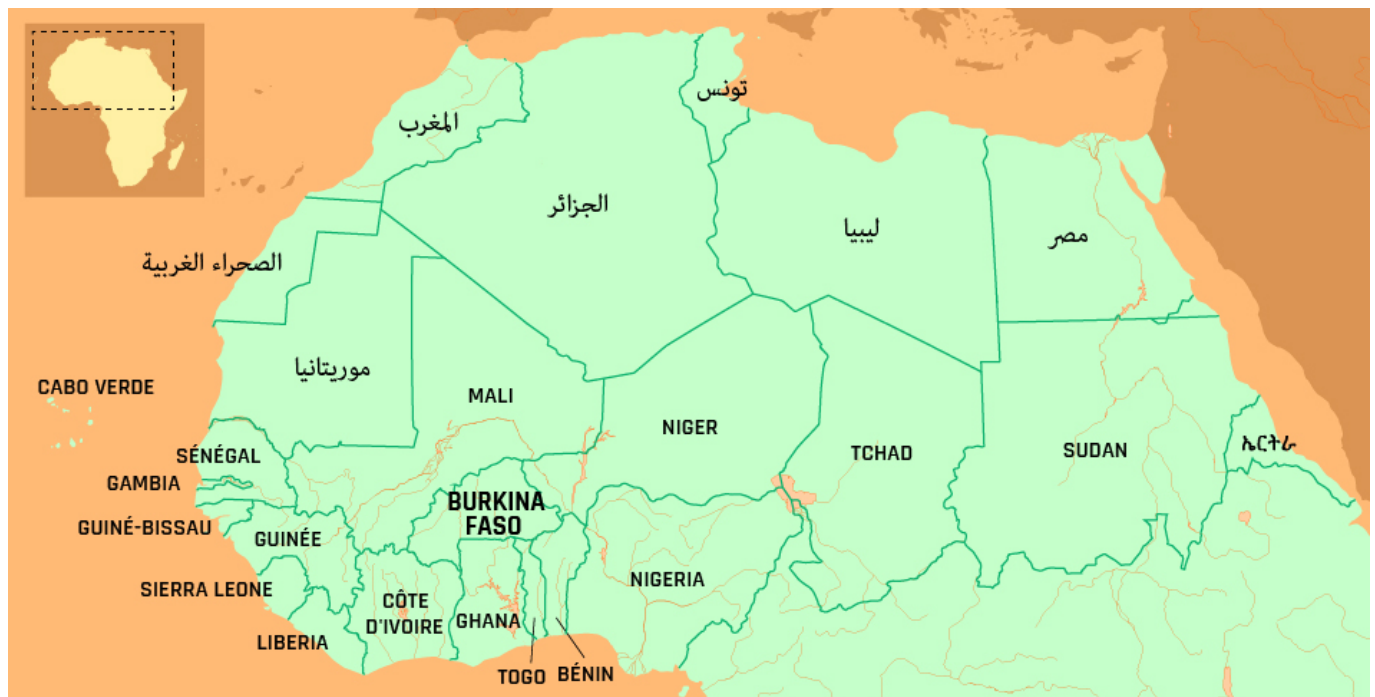 تونس
المغرب
الجزائر
ليبيا
مصر
الصحراء الغربية
موريتانيا
CABO VERDE
MALI
NIGER
TCHAD
SUDAN
ኤርትራ
SÉNÉGAL
GAMBIA
BURKINA
FASO
GUINÉ-BISSAU
GUINÉE
NIGERIA
SIERRA LEONE
CÔTE
D'IVOIRE
GHANA
LIBERIA
TOGO
BÉNIN